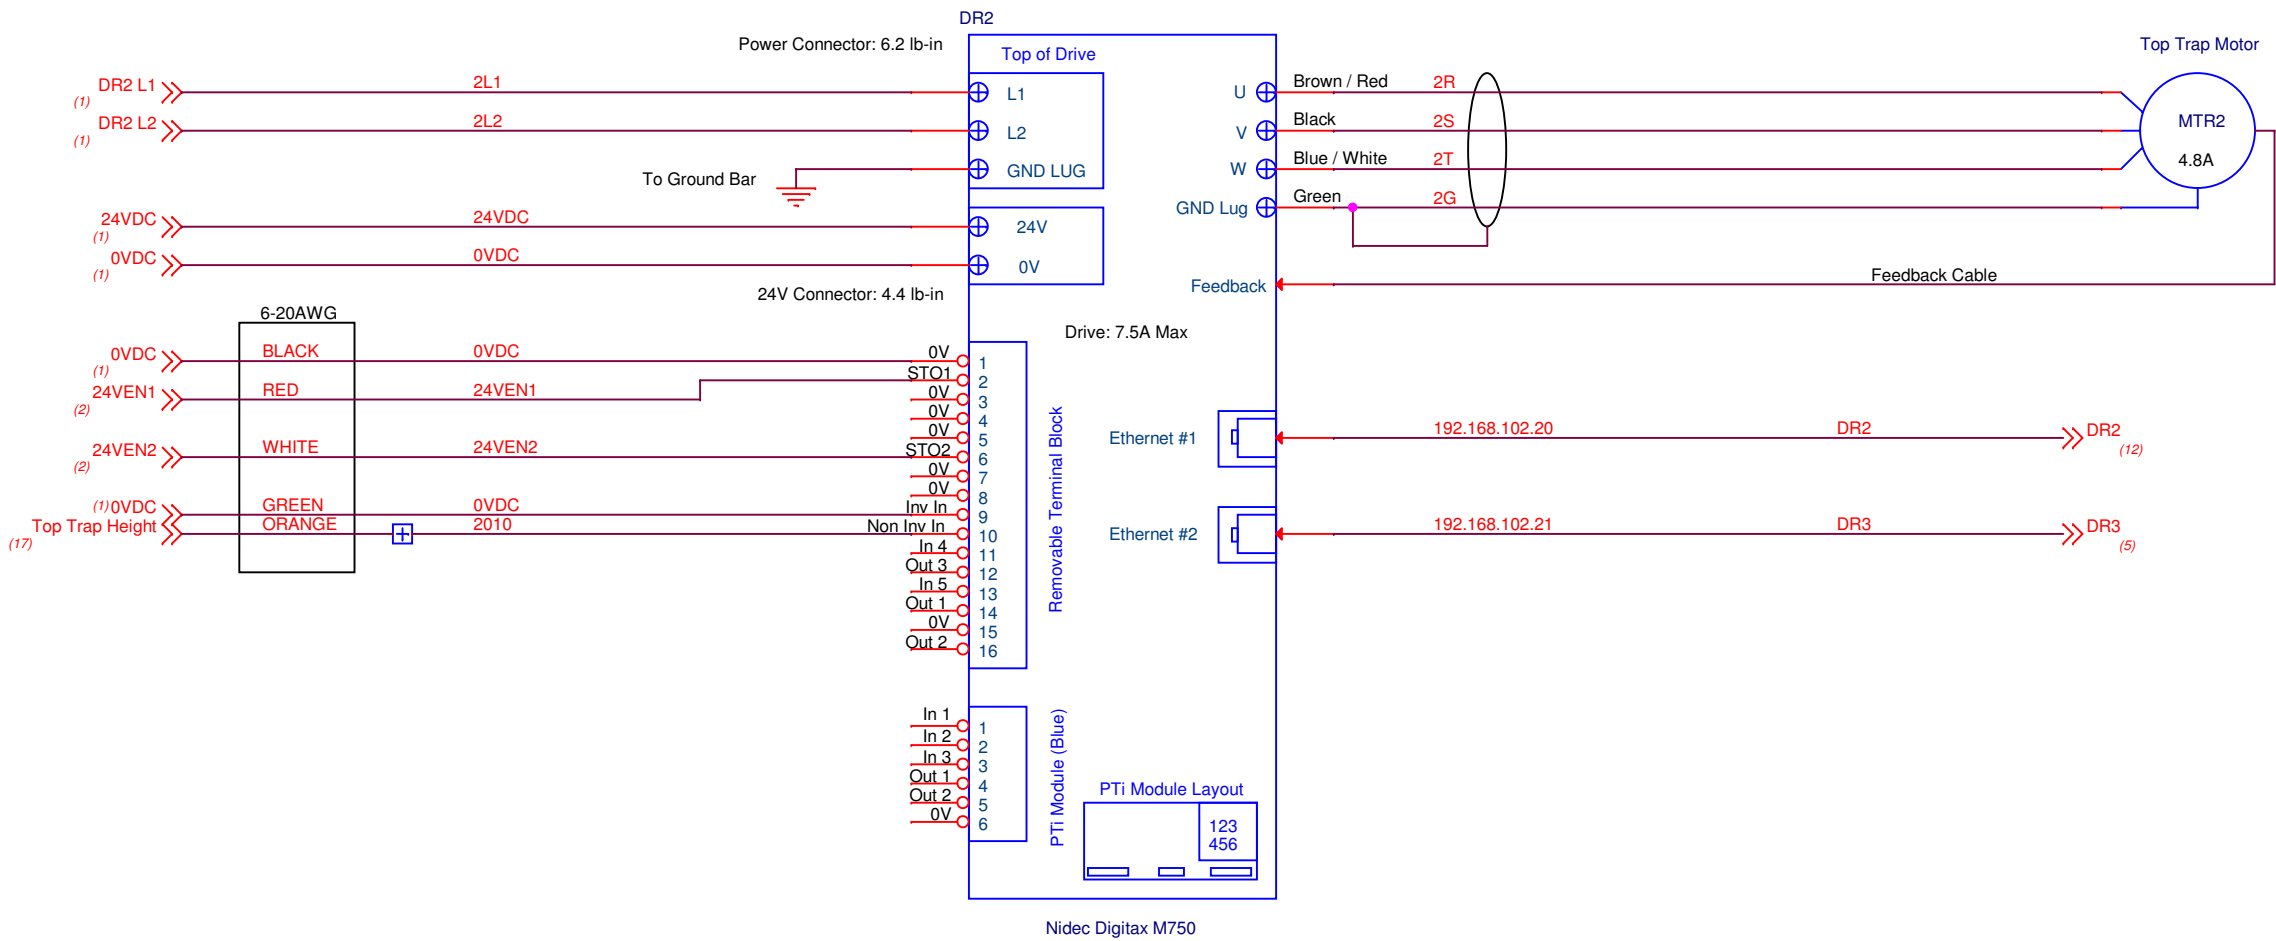 DR2
Power Connector: 6.2 lb-in
Top of Drive
Top Trap Motor
DR2 L1
(1)
2L1
L1
DR2 L2
(1)
2L2
L2
To Ground Bar
GND LUG
24VDC
(1)
24VDC
24V
0VDC
(1)
0VDC
0V
24V Connector: 4.4 lb-in
U
Brown / Red
2R
V
Black
2S
W
Blue / White
2T
GND Lug
Green
2G
MTR2
4.8A
Feedback
Feedback Cable
Drive: 7.5A Max
6-20AWG
0VDC
(1)
BLACK
0VDC
24VEN1
(2)
RED
24VEN1
24VEN2
(2)
WHITE
24VEN2
(1)
0VDC
GREEN
0VDC
Top Trap Height
(17)
ORANGE
2010
0V
1
STO1
2
0V
3
0V
4
0V
5
STO2
6
0V
7
0V
8
Inv In
9
Non Inv In
10
In 4
11
Out 3
12
In 5
13
Out 1
14
0V
15
Out 2
16
Removable Terminal Block
Ethernet #1
192.168.102.20
DR2
DR2
(12)
Ethernet #2
192.168.102.21
DR3
DR3
(5)
In 1
1
In 2
2
In 3
3
Out 1
4
Out 2
5
0V
6
PTi Module (Blue)
PTi Module Layout
123
456
Nidec Digitax M750